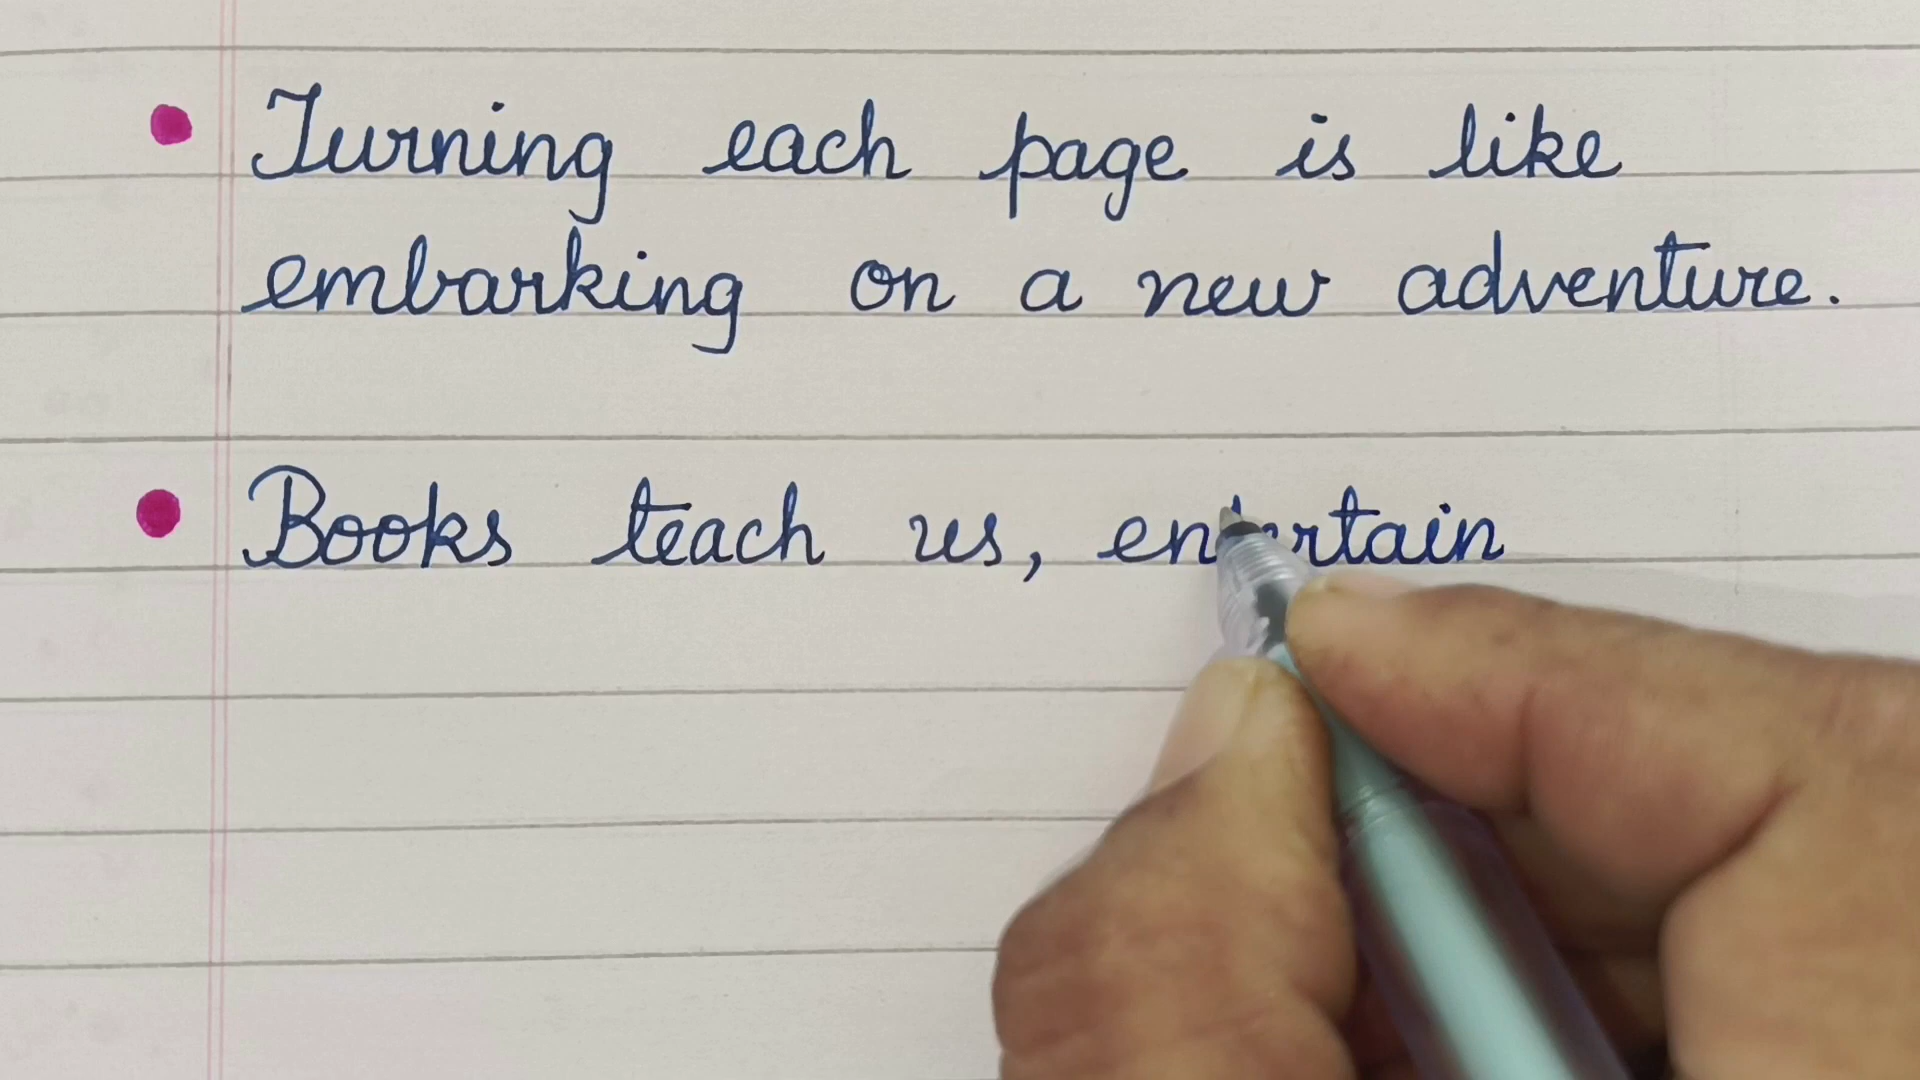 • Turning each page is like
embarking on a new adventure.
• Books teach us, entertain